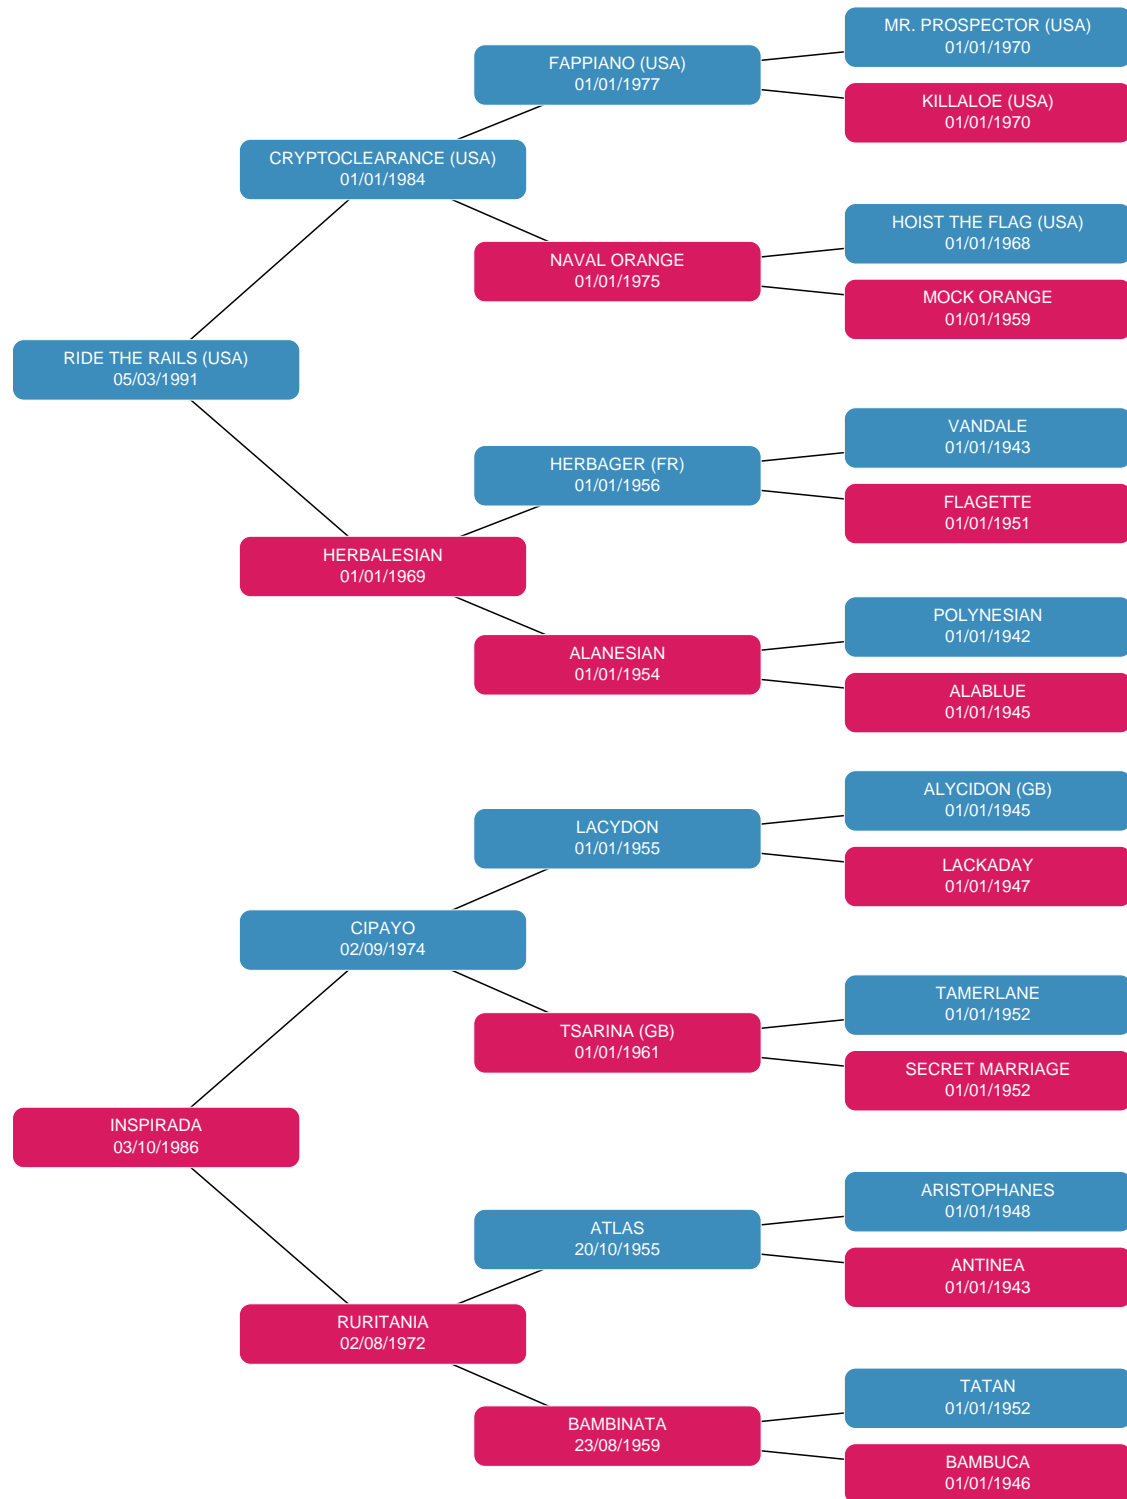 MR. PROSPECTOR (USA)
01/01/1970
FAPPIANO (USA)
01/01/1977
KILLALOE (USA)
01/01/1970
CRYPTOCLEARANCE (USA)
01/01/1984
HOIST THE FLAG (USA)
01/01/1968
NAVAL ORANGE
01/01/1975
MOCK ORANGE
01/01/1959
RIDE THE RAILS (USA)
05/03/1991
VANDALE
01/01/1943
HERBAGER (FR)
01/01/1956
FLAGETTE
01/01/1951
HERBALESIAN
01/01/1969
POLYNESIAN
01/01/1942
ALANESIAN
01/01/1954
ALABLUE
01/01/1945
ALYCIDON (GB)
01/01/1945
LACYDON
01/01/1955
LACKADAY
01/01/1947
CIPAYO
02/09/1974
TAMERLANE
01/01/1952
TSARINA (GB)
01/01/1961
SECRET MARRIAGE
01/01/1952
INSPIRADA
03/10/1986
ARISTOPHANES
01/01/1948
ATLAS
20/10/1955
ANTINEA
01/01/1943
RURITANIA
02/08/1972
TATAN
01/01/1952
BAMBINATA
23/08/1959
BAMBUCA
01/01/1946